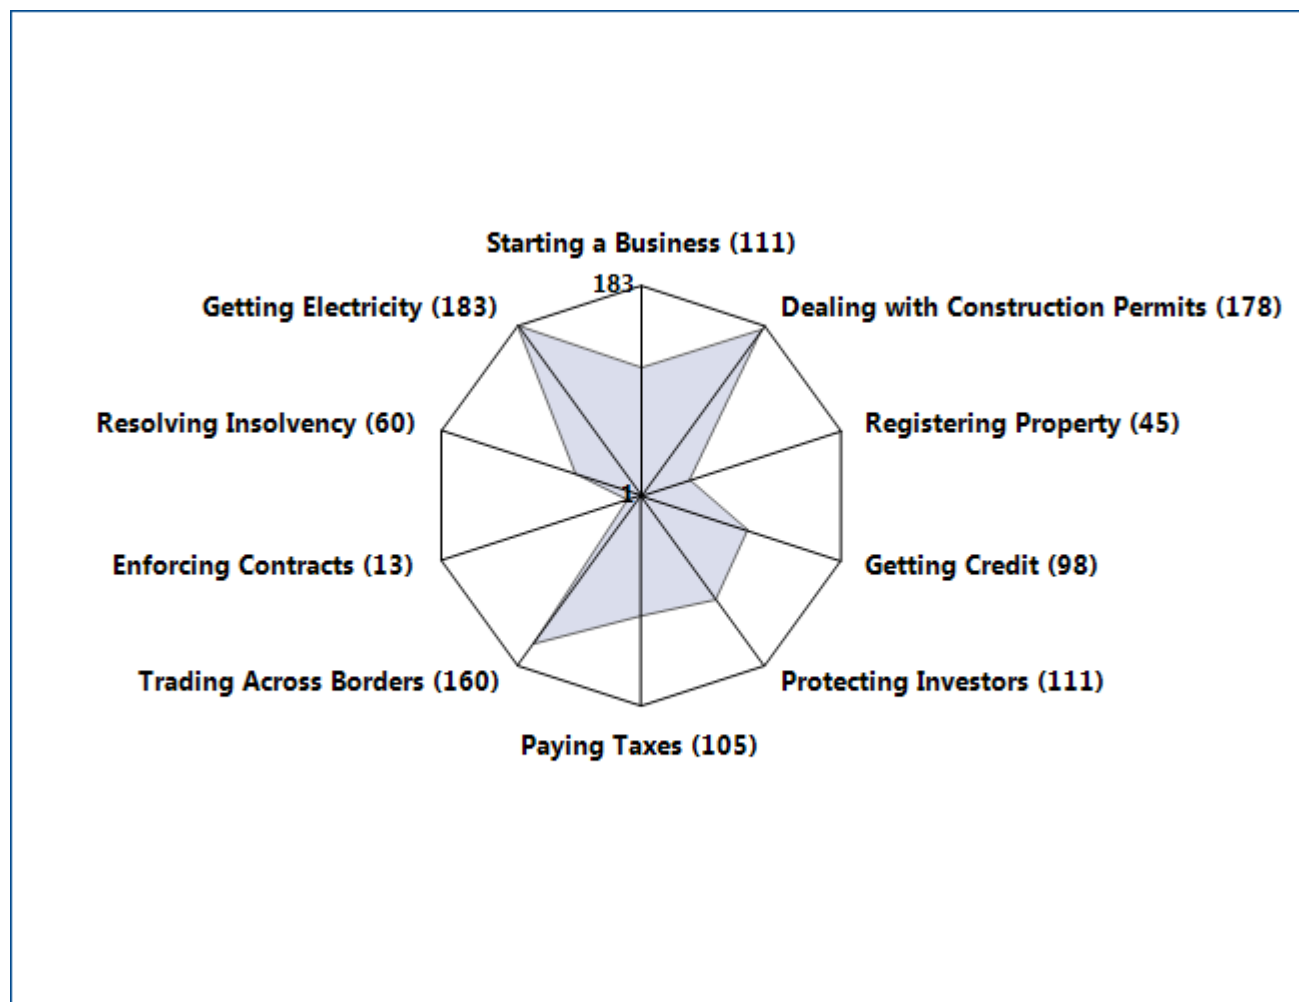 Starting a Business (111)
183
Getting Electricity (183)
Dealing with Construction Permits (178)
Resolving Insolvency (60)
Registering Property (45)
1
Enforcing Contracts (13)
Getting Credit (98)
Trading Across Borders (160)
Protecting Investors (111)
Paying Taxes (105)